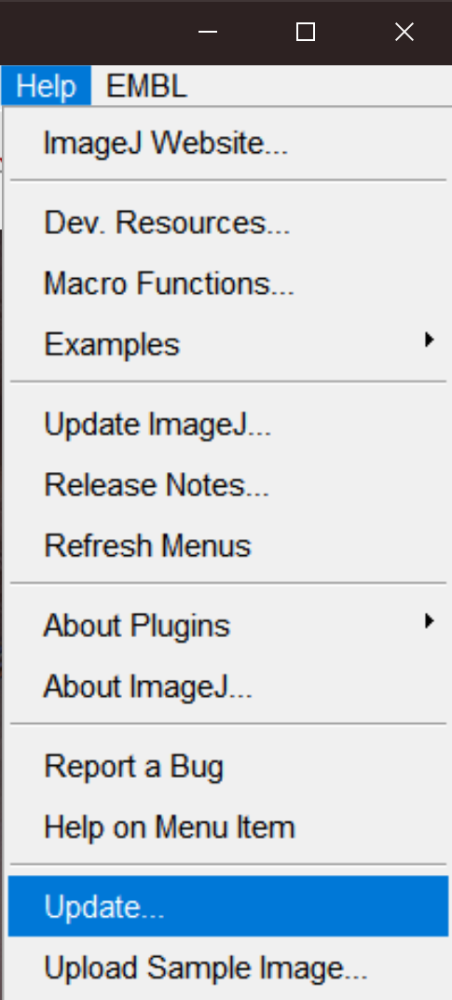 Help EMBL
ImageJ Website...
Dev. Resources...
Macro Functions...
Examples
Update ImageJ...
Release Notes...
Refresh Menus
About Plugins
About ImageJ...
Report a Bug
Help on Menu Item
Update...
Upload Sample Image...